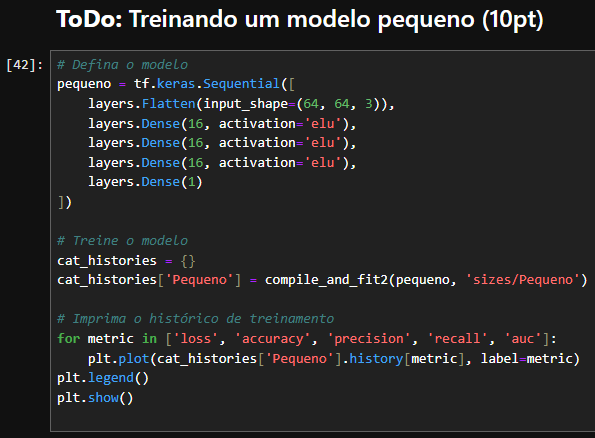 ToDo: Treinando um modelo pequeno (10pt)
[42]: # Defina o modelo
pequeno = tf.keras.Sequential([
    layers.Flatten(input_shape=(64, 64, 3)),
    layers.Dense(16, activation='elu'),
    layers.Dense(16, activation='elu'),
    layers.Dense(16, activation='elu'),
    layers.Dense(1)
])

# Treine o modelo
cat_histories = {}
cat_histories['Pequeno'] = compile_and_fit2(pequeno, 'sizes/Pequeno')

# Imprima o histórico de treinamento
for metric in ['loss', 'accuracy', 'precision', 'recall', 'auc']:
    plt.plot(cat_histories['Pequeno'].history[metric], label=metric)
plt.legend()
plt.show()